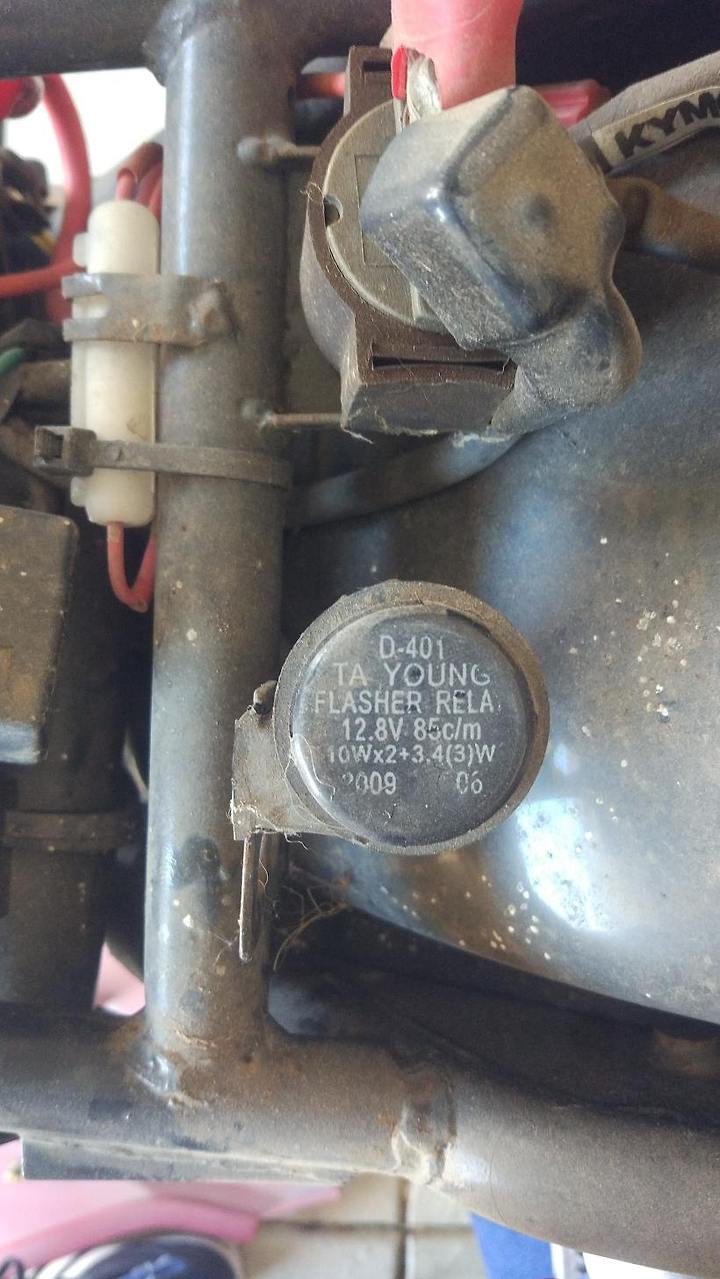 KYM
D-401
TA YOUNG
FLASHER RELA
12.8V 85c/m
10Wx2+3.4(3)W
2009 06